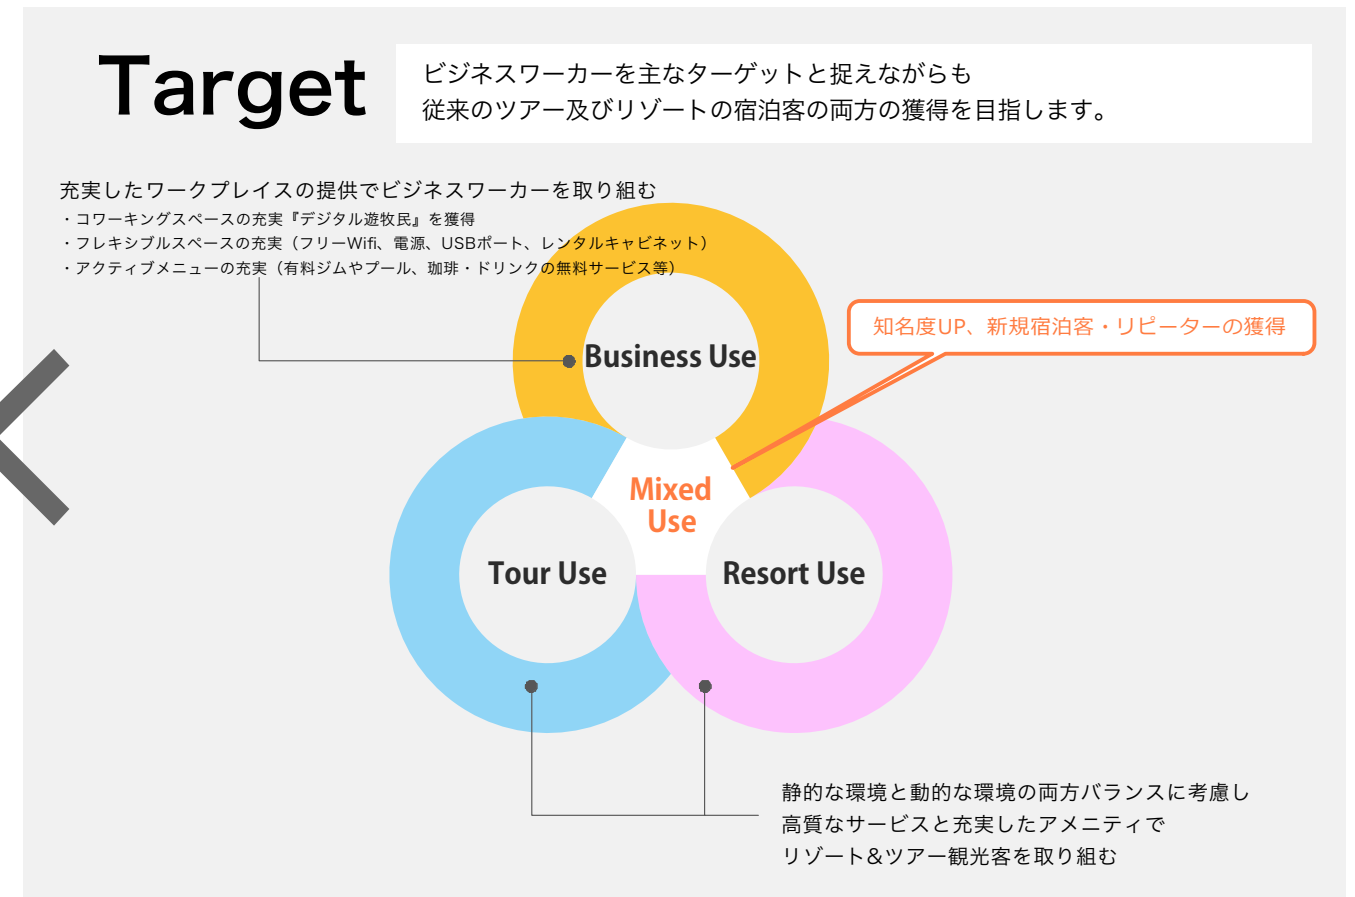 Target
ビジネスワーカーを主なターゲットと捉えながらも
従来のツアー及びリゾートの宿泊客の両方の獲得を目指します。
充実したワークプレイスの提供でビジネスワーカーを取り組む
・コワーキングスペースの充実『デジタル遊牧民』を獲得
・フレキシブルスペースの充実（フリーWifi、電源、USBポート、レンタルキャビネット）
・アクティブメニューの充実（有料ジムやプール、珈琲・ドリンクの無料サービス等）
知名度UP、新規宿泊客・リピーターの獲得
Business Use
Mixed
Use
Tour Use
Resort Use
静的な環境と動的な環境の両方バランスに考慮し
高質なサービスと充実したアメニティで
リゾート&ツアー観光客を取り組む